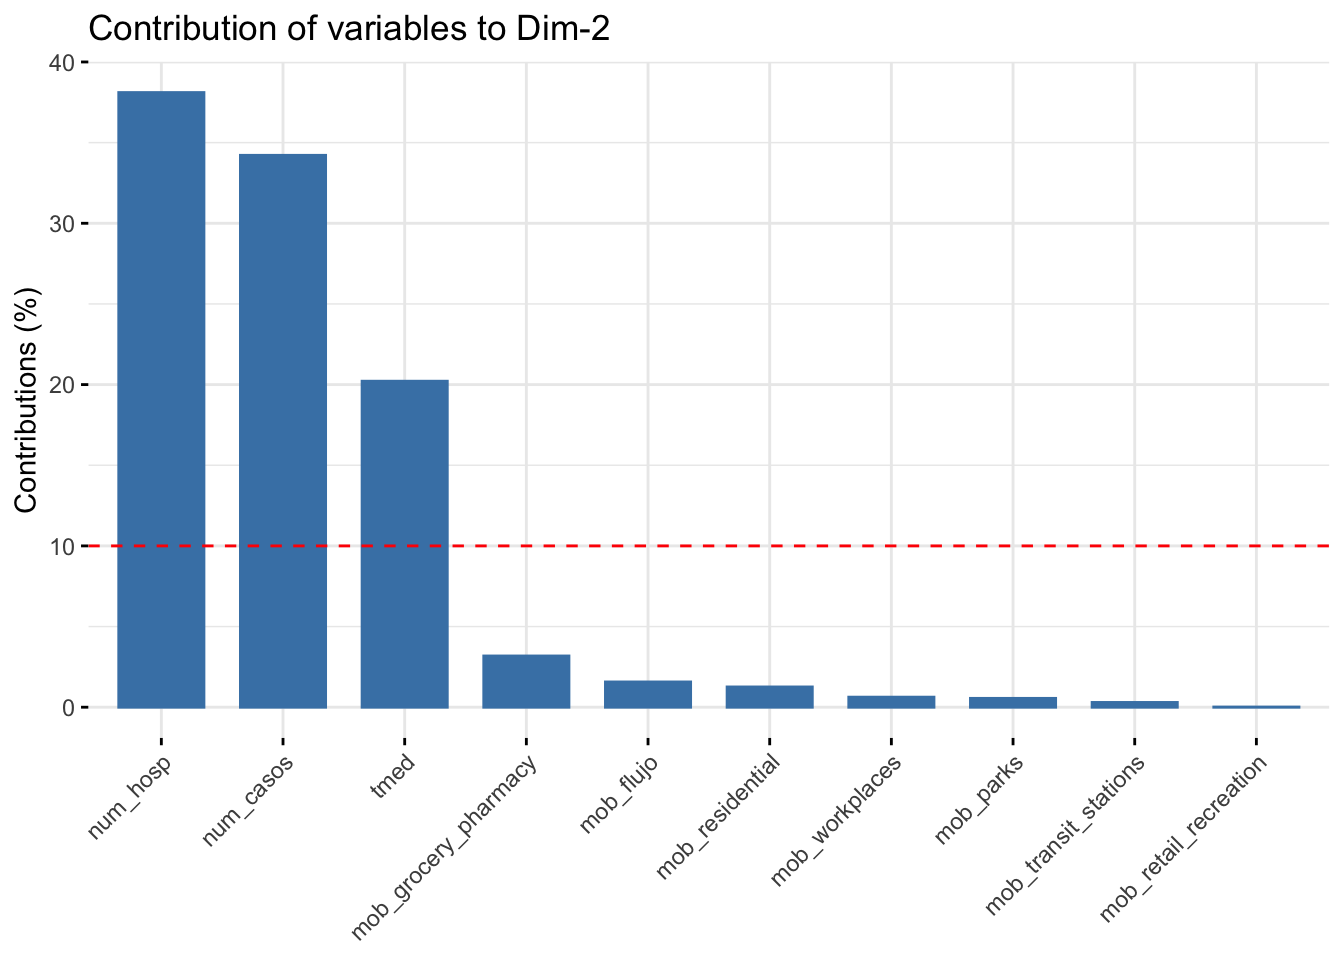 Contribution of variables to Dim-2
Contributions (%)
40
30
20
10
0
num_hosp
num_casos
tmed
mob_grocery_pharmacy
mob_flujo
mob_residential
mob_workplaces
mob_parks
mob_transit_stations
mob_retail_recreation